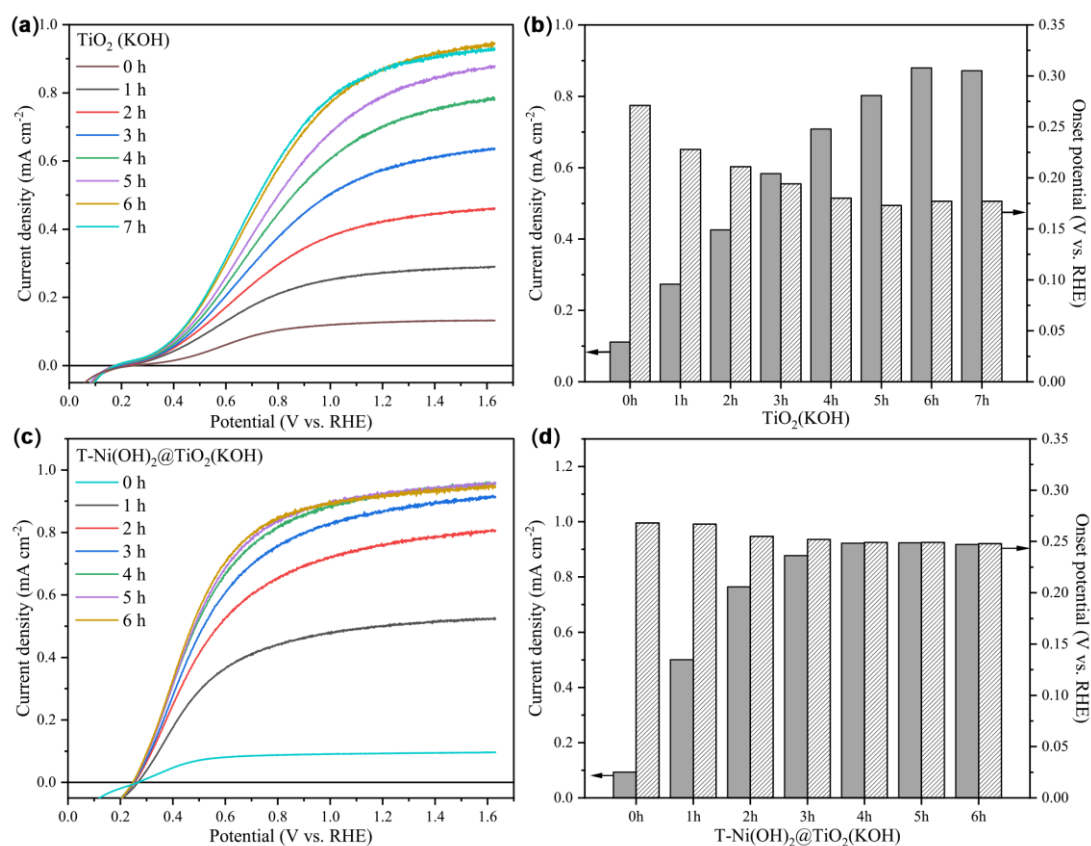 (a)
TiO₂ (KOH)
0 h
1 h
2 h
3 h
4 h
5 h
6 h
7 h
1.0
0.8
0.6
0.4
0.2
0.0
Current density (mA cm⁻²)
0.0 0.2 0.4 0.6 0.8 1.0 1.2 1.4 1.6
Potential (V vs. RHE)
(b)
1.0
0.8
0.6
0.4
0.2
0.0
Current density (mA cm⁻²)
0.35
0.30
0.25
0.20
0.15
0.10
0.05
0.00
Onset potential (V vs. RHE)
0h 1h 2h 3h 4h 5h 6h 7h
TiO₂(KOH)
(c)
T-Ni(OH)₂@TiO₂(KOH)
0 h
1 h
2 h
3 h
4 h
5 h
6 h
1.0
0.8
0.6
0.4
0.2
0.0
Current density (mA cm⁻²)
0.0 0.2 0.4 0.6 0.8 1.0 1.2 1.4 1.6
Potential (V vs. RHE)
(d)
1.2
1.0
0.8
0.6
0.4
0.2
0.0
Current density (mA cm⁻²)
0.35
0.30
0.25
0.20
0.15
0.10
0.05
0.00
Onset potential (V vs. RHE)
0h 1h 2h 3h 4h 5h 6h
T-Ni(OH)₂@TiO₂(KOH)